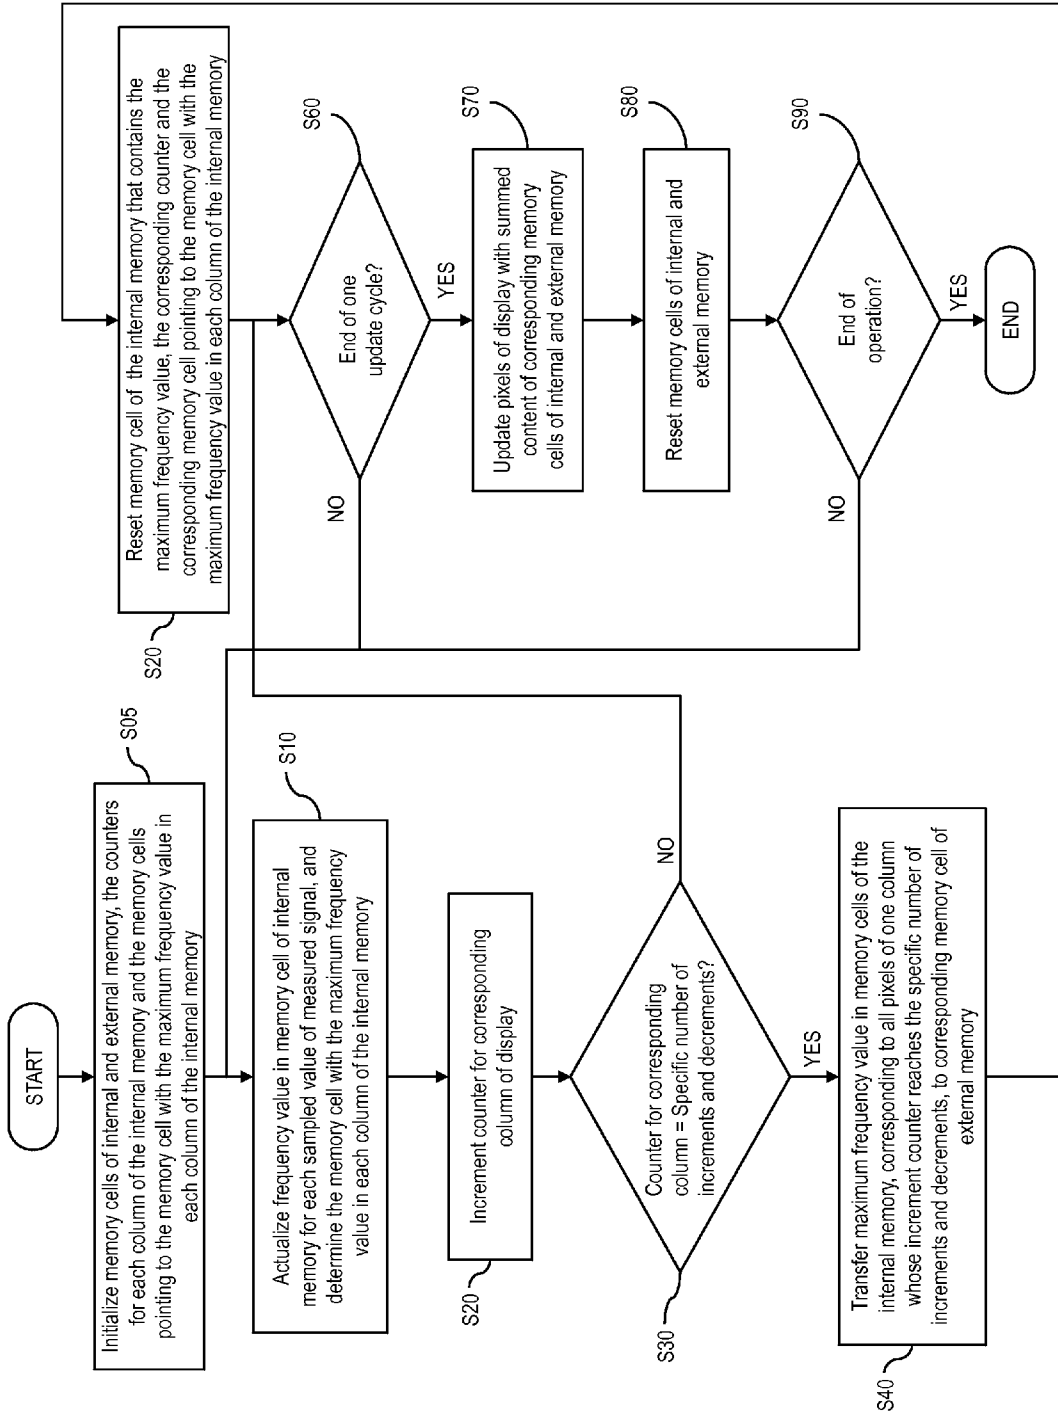 START
Initialize memory cells of internal and external memory, the counters
for each column of the internal memory and the memory cells
pointing to the memory cell with the maximum frequency value in
each column of the internal memory
S05
Actualize frequency value in memory cell of internal
memory for each sampled value of measured signal, and
determine the memory cell with the maximum frequency
value in each column of the internal memory
S10
Increment counter for corresponding
column of display
S20
Counter for corresponding
column = Specific number of
increments and decrements?
S30
NO
YES
Transfer maximum frequency value in memory cells of the
internal memory, corresponding to all pixels of one column
whose increment counter reaches the specific number of
increments and decrements, to corresponding memory cell of
external memory
S40
Reset memory cell of the internal memory that contains the
maximum frequency value, the corresponding counter and the
corresponding memory cell pointing to the memory cell with the
maximum frequency value in each column of the internal memory
S20
End of one
update cycle?
S60
NO
YES
Update pixels of display with summed
content of corresponding memory
cells of internal and external memory
S70
Reset memory cells of internal and
external memory
S80
End of
operation?
S90
NO
YES
END